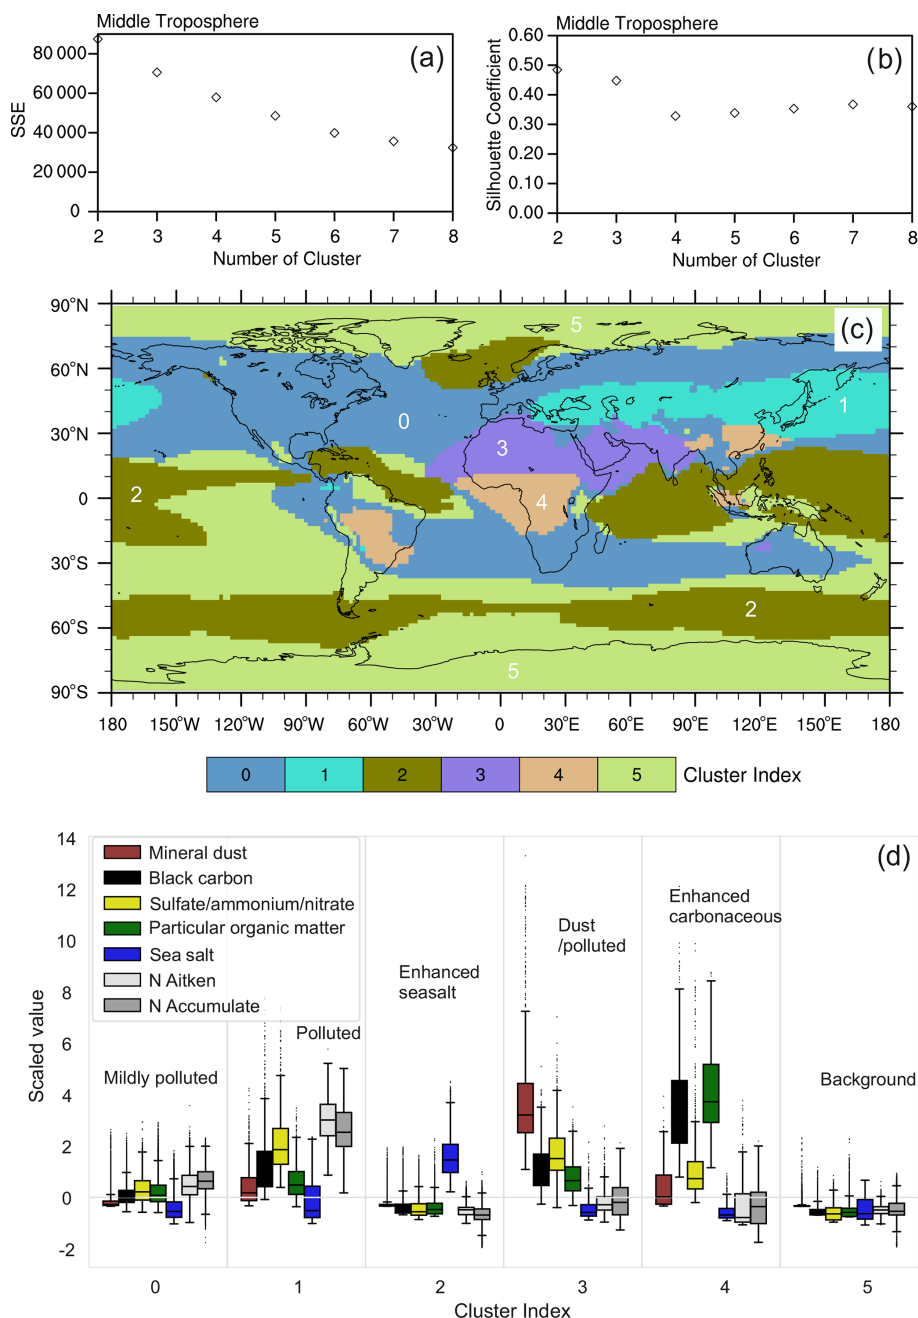 Middle Troposphere
(a)
SSE
80 000
60 000
40 000
20 000
0
2 3 4 5 6 7 8
Number of Cluster
Middle Troposphere
(b)
Silhouette Coefficient
0.60
0.50
0.40
0.30
0.20
0.10
0.00
2 3 4 5 6 7 8
Number of Cluster
(c)
90°N
60°N
30°N
0
30°S
60°S
90°S
5
0
1
3
2
4
2
5
180 150°W 120°W 90°W 60°W 30°W 0 30°E 60°E 90°E 120°E 150°E 180
0 1 2 3 4 5 Cluster Index
(d)
Scaled value
14
12
10
8
6
4
2
0
-2
Mineral dust
Black carbon
Sulfate/ammonium/nitrate
Particular organic matter
Sea salt
N Aitken
N Accumulate
Mildly polluted
Polluted
Enhanced
seasalt
Dust
/polluted
Enhanced
carbonaceous
Background
0 1 2 3 4 5
Cluster Index